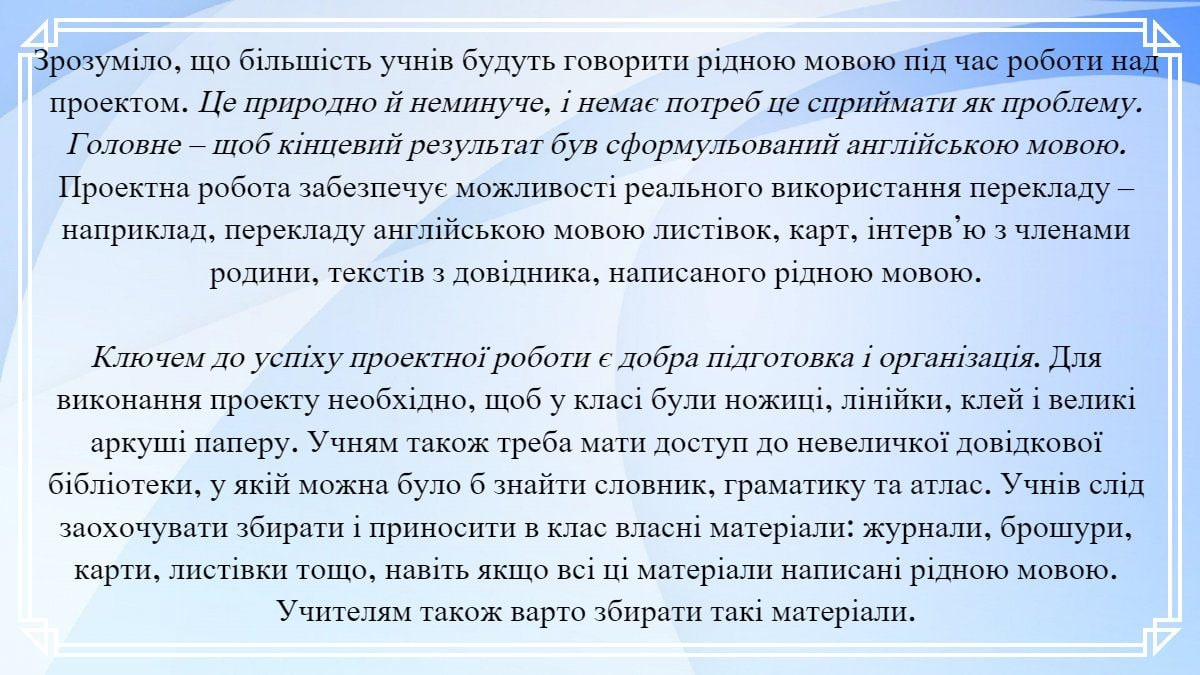 Зрозуміло, що більшість учнів будуть говорити рідною мовою під час роботи над
проектом. Це природно й неминуче, і немає потреб це сприймати як проблему.
Головне – щоб кінцевий результат був сформульований англійською мовою.
Проектна робота забезпечує можливості реального використання перекладу –
наприклад, перекладу англійською мовою листівок, карт, інтерв’ю з членами
родини, текстів з довідника, написаного рідною мовою.
Ключем до успіху проектної роботи є добра підготовка і організація. Для
виконання проекту необхідно, щоб у класі були ножиці, лінійки, клей і великі
аркуші паперу. Учням також треба мати доступ до невеличкої довідкової
бібліотеки, у якій можна було б знайти словник, граматику та атлас. Учнів слід
заохочувати збирати і приносити в клас власні матеріали: журнали, брошури,
карти, листівки тощо, навіть якщо всі ці матеріали написані рідною мовою.
Учителям також варто збирати такі матеріали.